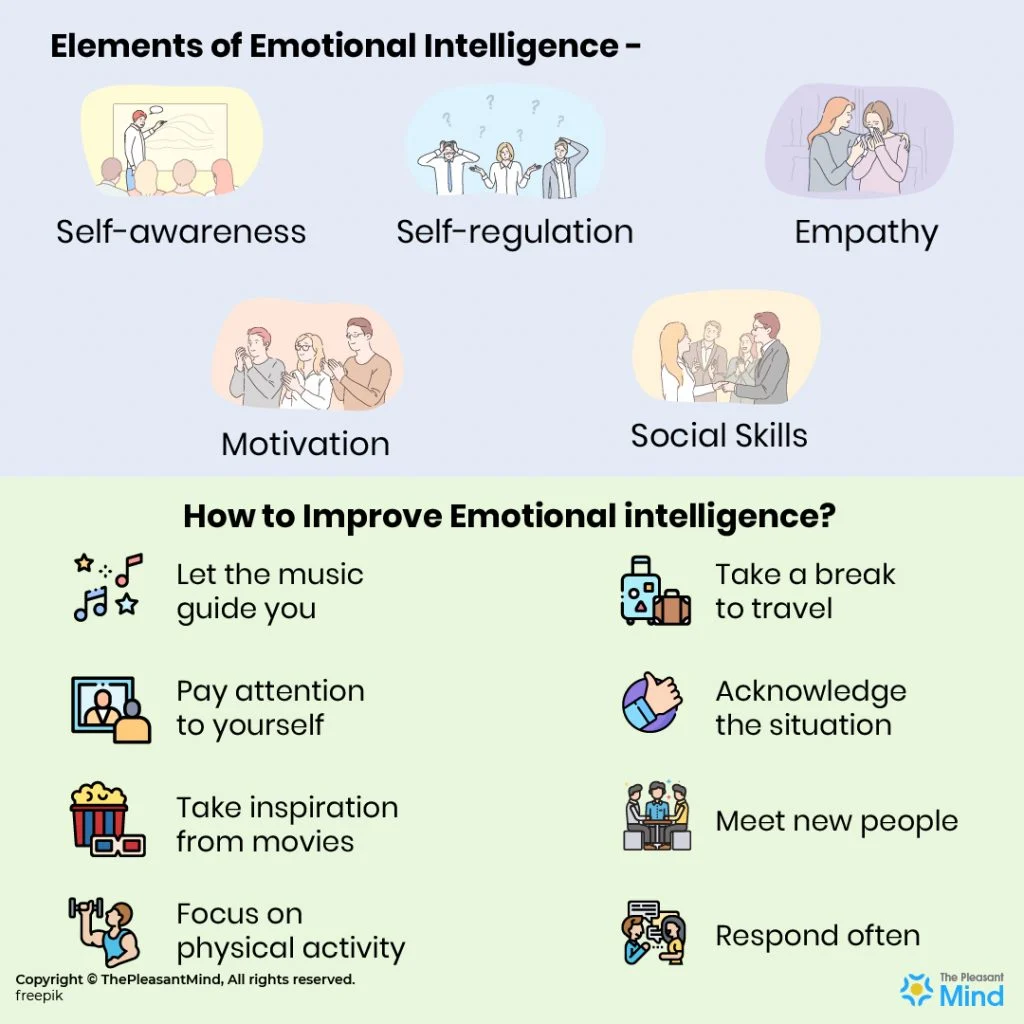 Elements of Emotional Intelligence -
Self-awareness
Self-regulation
Empathy
Motivation
Social Skills
How to Improve Emotional intelligence?
Let the music
guide you
Take a break
to travel
Pay attention
to yourself
Acknowledge
the situation
Take inspiration
from movies
Meet new people
Focus on
physical activity
Respond often
Copyright © ThePleasantMind, All rights reserved.
freepik
The Pleasant
Mind